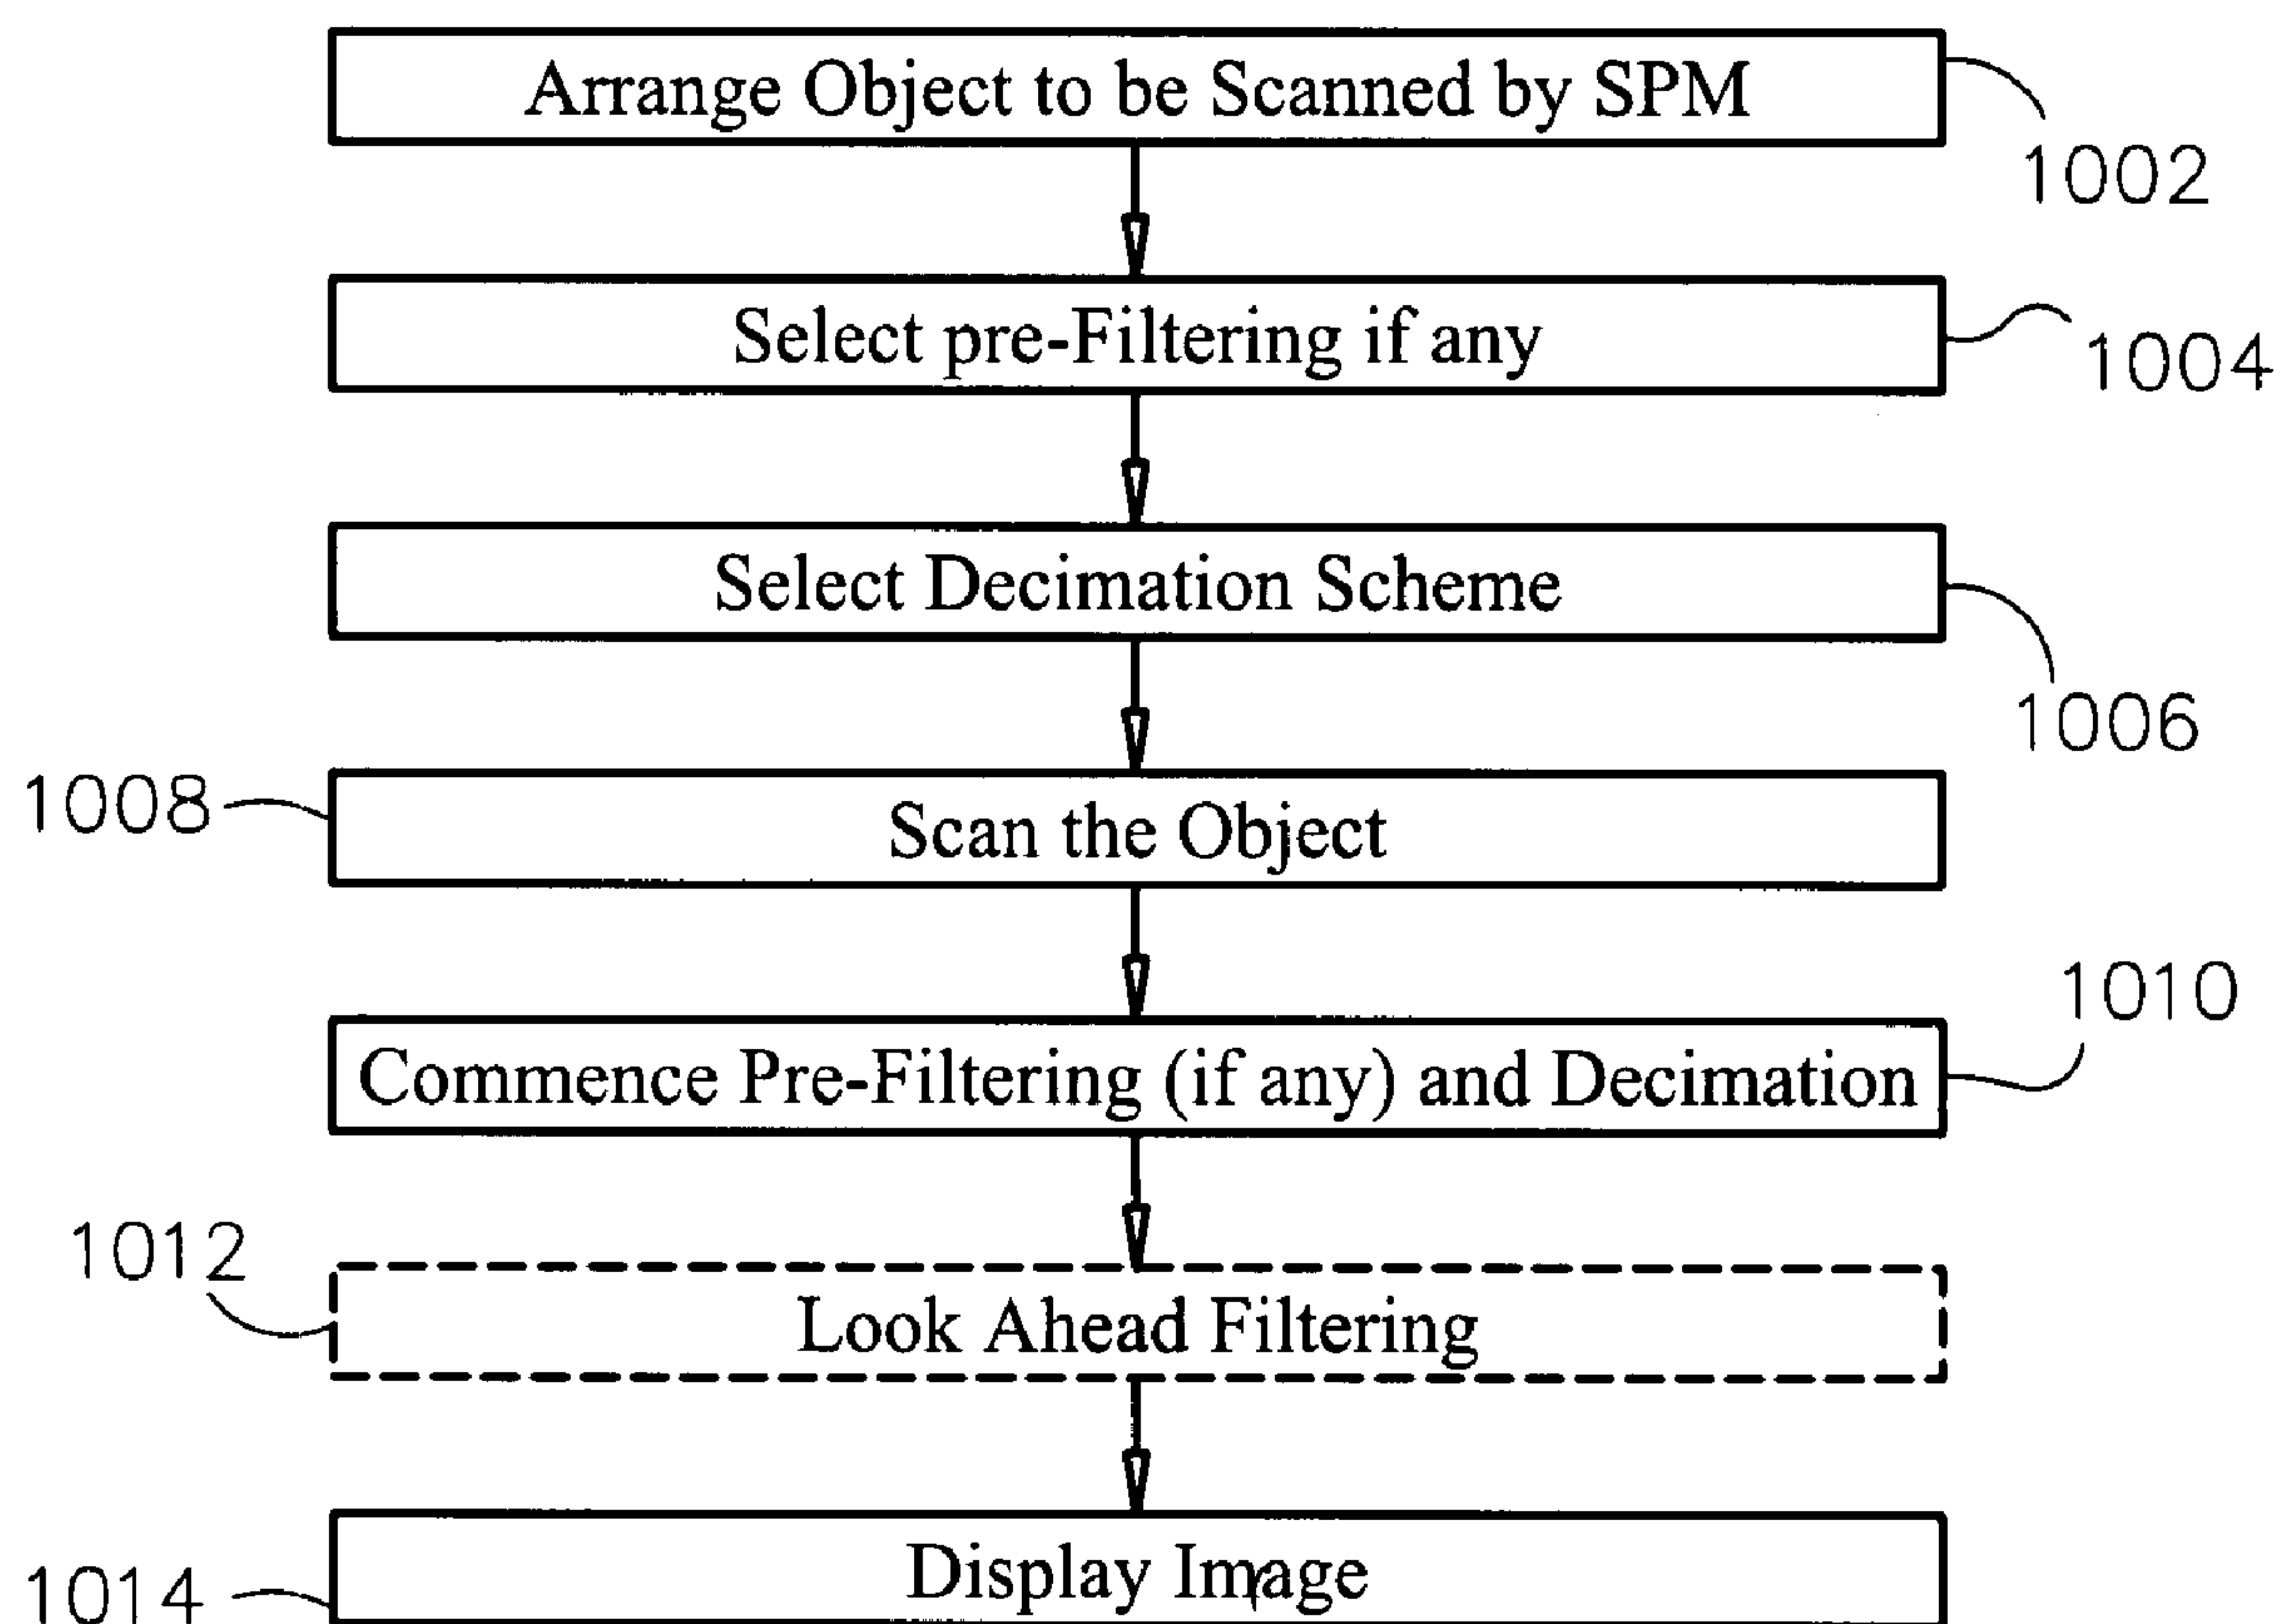 Arrange Object to be Scanned by SPM
1002
Select pre-Filtering if any
1004
Select Decimation Scheme
1006
1008
Scan the Object
1010
Commence Pre-Filtering (if any) and Decimation
1012
Look Ahead Filtering
Display Image
1014